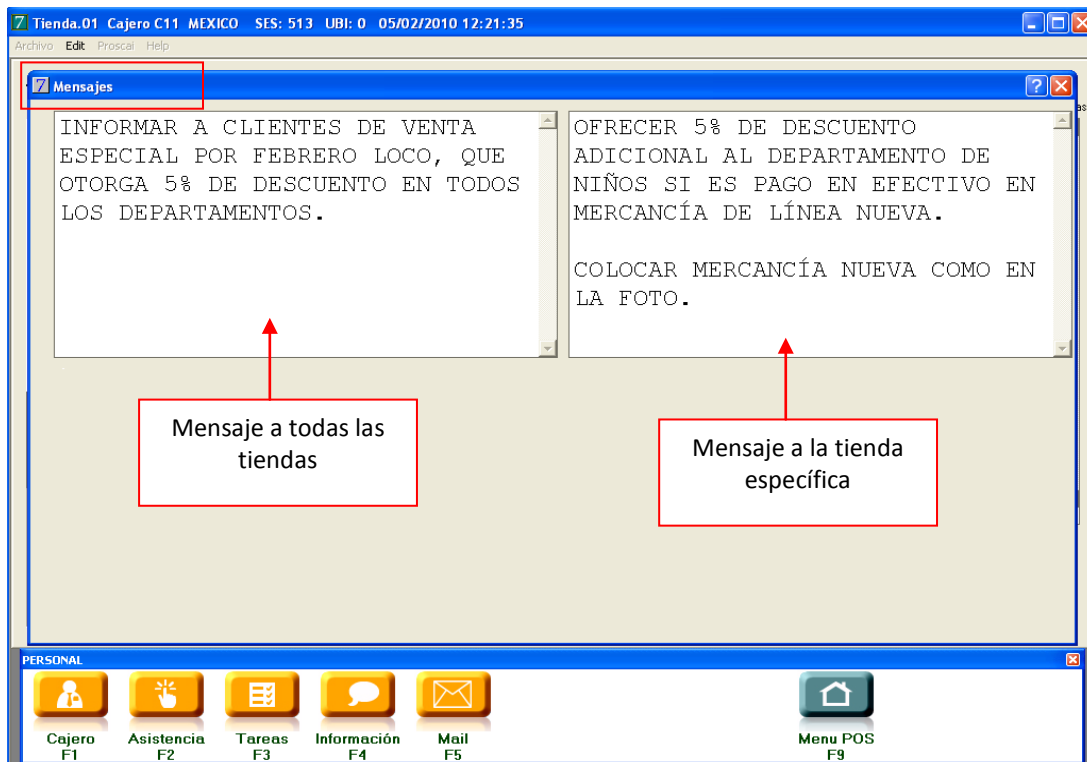 7 Tienda.01 Cajero C11 MEXICO SES: 513 UBI: 0 05/02/2010 12:21:35
Archivo Edit Proscai Help
7 Mensajes
INFORMAR A CLIENTES DE VENTA
ESPECIAL POR FEBRERO LOCO, QUE
OTORGA 5% DE DESCUENTO EN TODOS
LOS DEPARTAMENTOS.
OFRECER 5% DE DESCUENTO
ADICIONAL AL DEPARTAMENTO DE
NIÑOS SI ES PAGO EN EFECTIVO EN
MERCANCÍA DE LÍNEA NUEVA.
COLOCAR MERCANCÍA NUEVA COMO EN
LA FOTO.
Mensaje a todas las
tiendas
Mensaje a la tienda
específica
PERSONAL
Cajero Asistencia Tareas Información Mail Menu POS
F1 F2 F3 F4 F5 F9